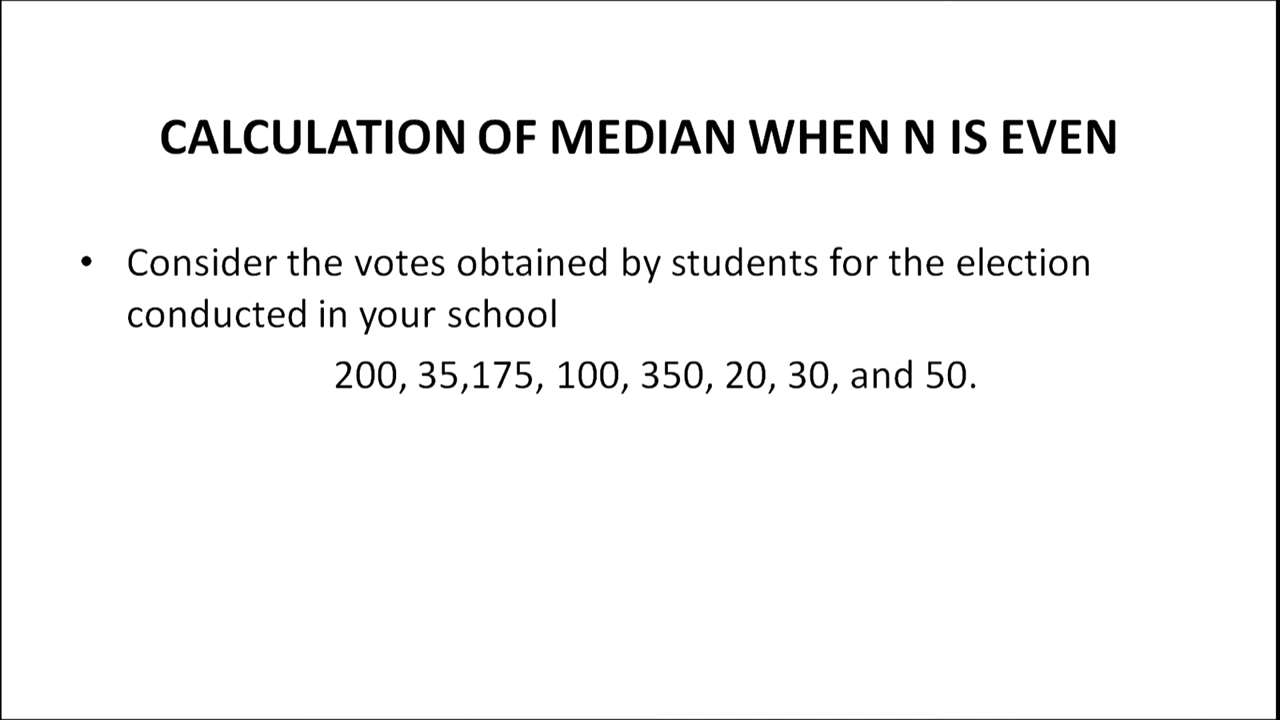 CALCULATION OF MEDIAN WHEN N IS EVEN
• Consider the votes obtained by students for the election
conducted in your school
200, 35,175, 100, 350, 20, 30, and 50.